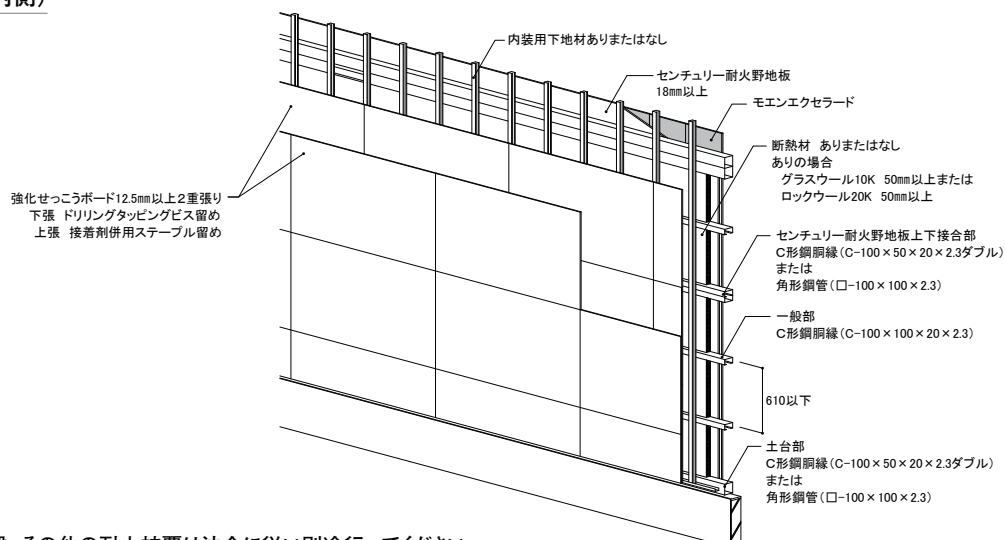 内装用下地材ありまたはなし
センチュリー耐火野地板
18mm以上
モエンエクセラード
断熱材 ありまたはなし
ありの場合
グラスウール10K 50mm以上または
ロックウール20K 50mm以上
強化せっこうボード12.5mm以上2重張り
下張 ドリリングタッピングビス留め
上張 接着剤併用ステープル留め
センチュリー耐火野地板上下接合部
C形鋼胴縁（C-100×50×20×2.3ダブル）
または
角形鋼管（□-100×100×2.3）
一般部
C形鋼胴縁（C-100×100×20×2.3）
610以下
土台部
C形鋼胴縁（C-100×50×20×2.3ダブル）
または
角形鋼管（□-100×100×2.3）